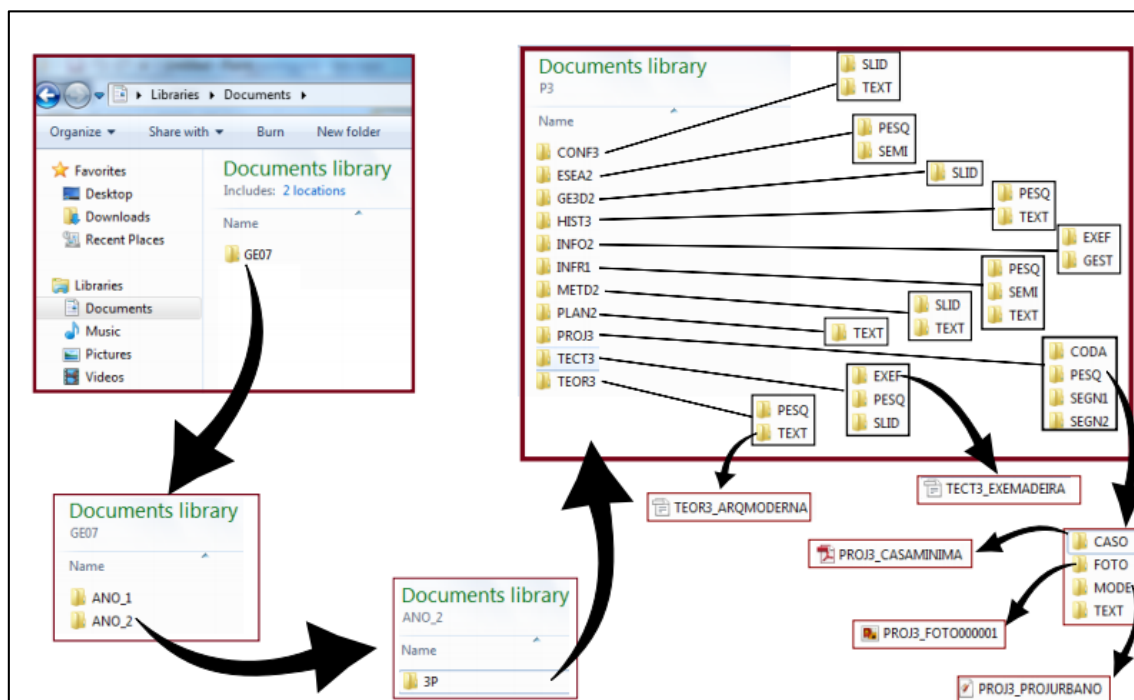 Libraries Documents
Organize Share with Burn New folder
Favorites
Desktop
Downloads
Recent Places
Libraries
Documents
Music
Pictures
Videos
Documents library
Includes: 2 locations
Name
GE07
Documents library
GE07
Name
ANO_1
ANO_2
Documents library
ANO_2
Name
3P
Documents library
P3
Name
CONF3
ESEA2
GE3D2
HIST3
INFO2
INFR1
METD2
PLAN2
PROJ3
TECT3
TEOR3
SLID
TEXT
PESQ
SEMI
SLID
PESQ
TEXT
EXEF
GEST
PESQ
SEMI
TEXT
SLID
TEXT
TEXT
CODA
PESQ
SEGN1
SEGN2
EXEF
PESQ
SLID
PESQ
TEXT
TEOR3_ARQMODERNA
TECT3_EXEMADEIRA
CASO
FOTO
MODE
TEXT
PROJ3_CASAMINIMA
PROJ3_FOTO000001
PROJ3_PROJURBANO